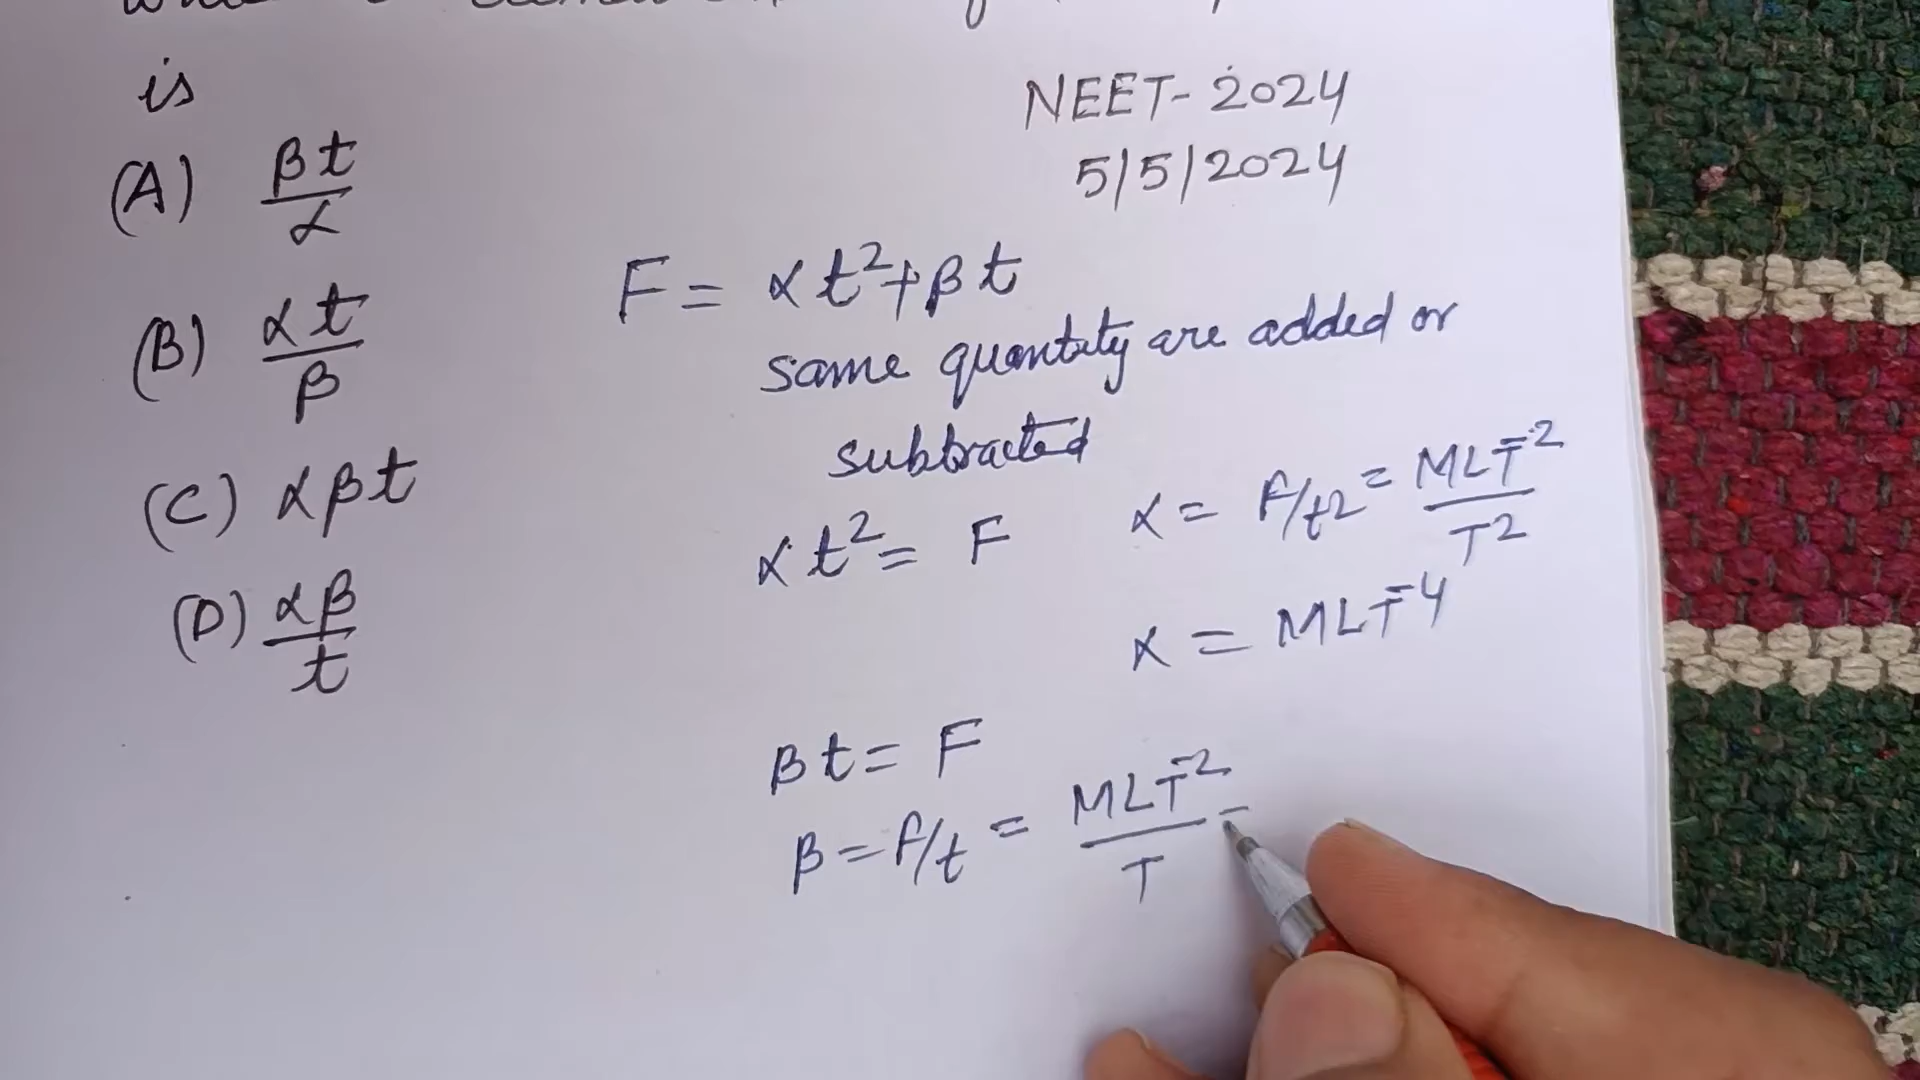 is
NEET-2024
5/5/2024
(A) βt/α
(B) αt/β
(C) αβt
(D) αβ/t
F = αt²+βt
same quantity are added or
subtracted
αt² = F
α = F/t2 = MLT⁻²/T²
α = MLT⁻⁴
βt = F
β = F/t = MLT⁻²/T =